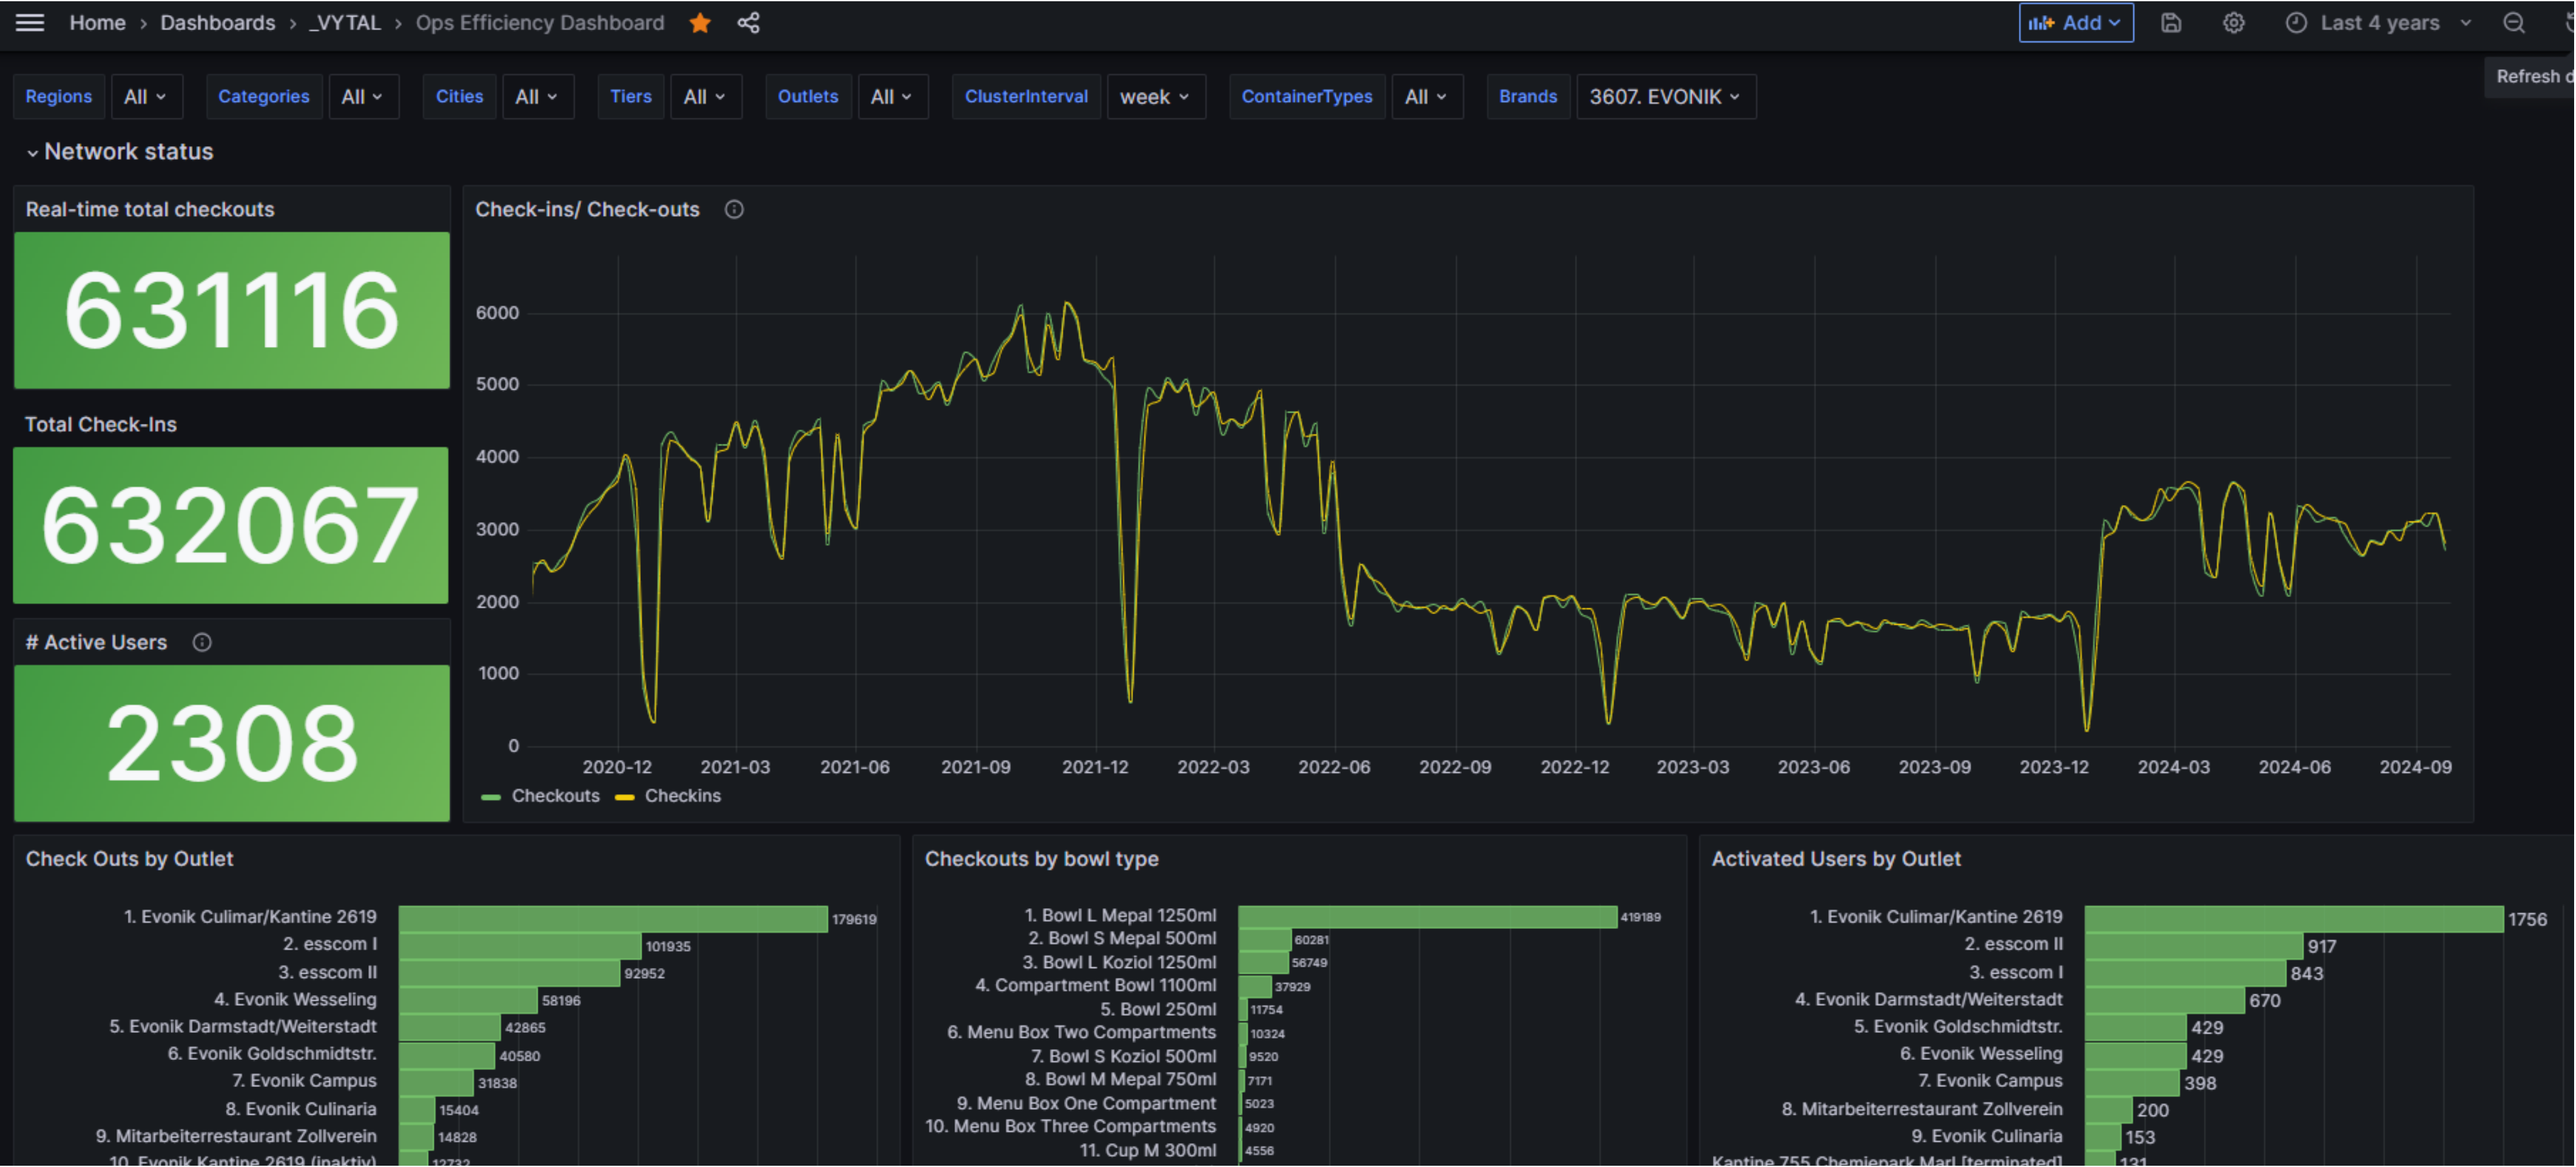 Home > Dashboards > _VYTAL > Ops Efficiency Dashboard
Add
Last 4 years
Refresh d
Regions All Categories All Cities All Tiers All Outlets All ClusterInterval week ContainerTypes All Brands 3607. EVONIK
Network status
Real-time total checkouts
631116
Total Check-Ins
632067
# Active Users
2308
Check-ins/ Check-outs
6000
5000
4000
3000
2000
1000
0
2020-12 2021-03 2021-06 2021-09 2021-12 2022-03 2022-06 2022-09 2022-12 2023-03 2023-06 2023-09 2023-12 2024-03 2024-06 2024-09
Checkouts Checkins
Check Outs by Outlet
1. Evonik Culimar/Kantine 2619 179619
2. esscom I 101935
3. esscom II 92952
4. Evonik Wesseling 58196
5. Evonik Darmstadt/Weiterstadt 42865
6. Evonik Goldschmidtstr. 40580
7. Evonik Campus 31838
8. Evonik Culinaria 15404
9. Mitarbeiterrestaurant Zollverein 14828
10. Evonik Kantine 2619 (inaktiv) 12732
Checkouts by bowl type
1. Bowl L Mepal 1250ml 419189
2. Bowl S Mepal 500ml 60281
3. Bowl L Koziol 1250ml 56749
4. Compartment Bowl 1100ml 37929
5. Bowl 250ml 11754
6. Menu Box Two Compartments 10324
7. Bowl S Koziol 500ml 9520
8. Bowl M Mepal 750ml 7171
9. Menu Box One Compartment 5023
10. Menu Box Three Compartments 4920
11. Cup M 300ml 4556
Activated Users by Outlet
1. Evonik Culimar/Kantine 2619 1756
2. esscom II 917
3. esscom I 843
4. Evonik Darmstadt/Weiterstadt 670
5. Evonik Goldschmidtstr. 429
6. Evonik Wesseling 429
7. Evonik Campus 398
8. Mitarbeiterrestaurant Zollverein 200
9. Evonik Culinaria 153
Kantine 755 Chemiepark Marl [terminated] 131